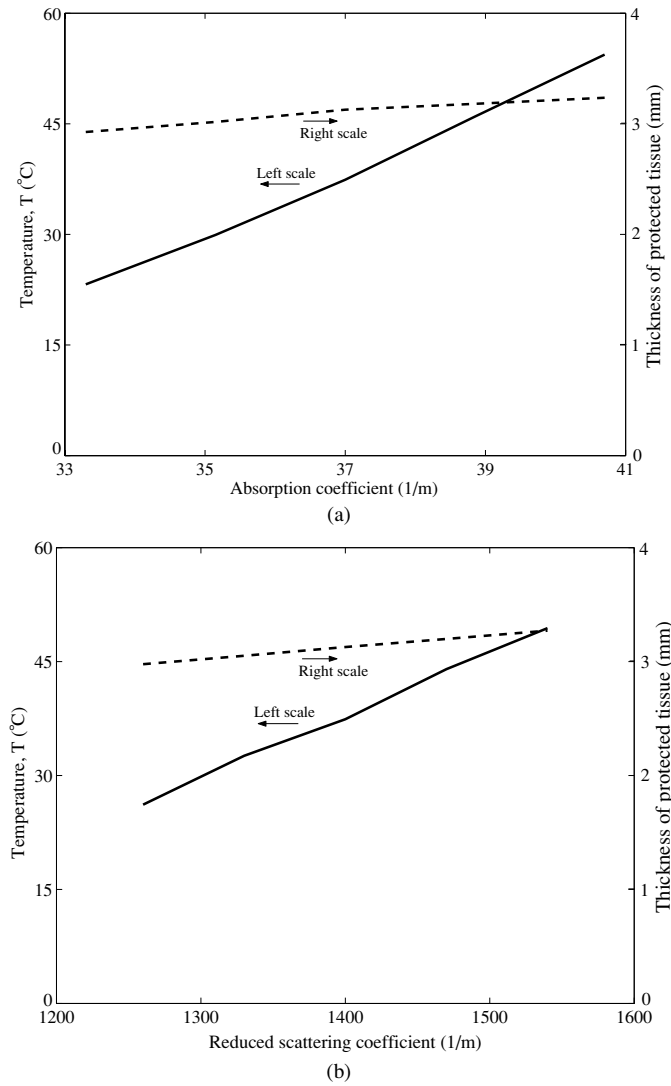 60
45
30
15
0
Temperature, T (°C)
4
3
2
1
0
Thickness of protected tissue (mm)
Right scale
Left scale
33
35
37
39
41
Absorption coefficient (1/m)
(a)
60
45
30
15
0
Temperature, T (°C)
4
3
2
1
0
Thickness of protected tissue (mm)
Right scale
Left scale
1200
1300
1400
1500
1600
Reduced scattering coefficient (1/m)
(b)